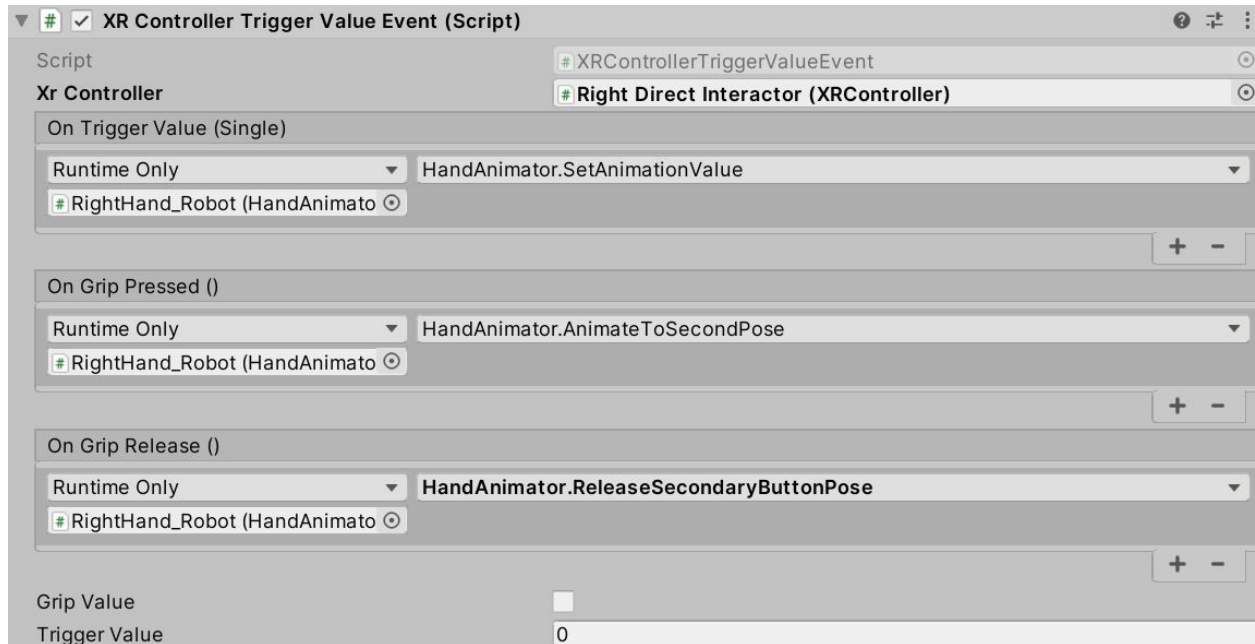 XR Controller Trigger Value Event (Script)
Script #XRControllerTriggerValueEvent
Xr Controller #Right Direct Interactor (XRController)
On Trigger Value (Single)
Runtime Only HandAnimator.SetAnimationValue
#RightHand_Robot (HandAnimato
On Grip Pressed ()
Runtime Only HandAnimator.AnimateToSecondPose
#RightHand_Robot (HandAnimato
On Grip Release ()
Runtime Only HandAnimator.ReleaseSecondaryButtonPose
#RightHand_Robot (HandAnimato
Grip Value
Trigger Value 0